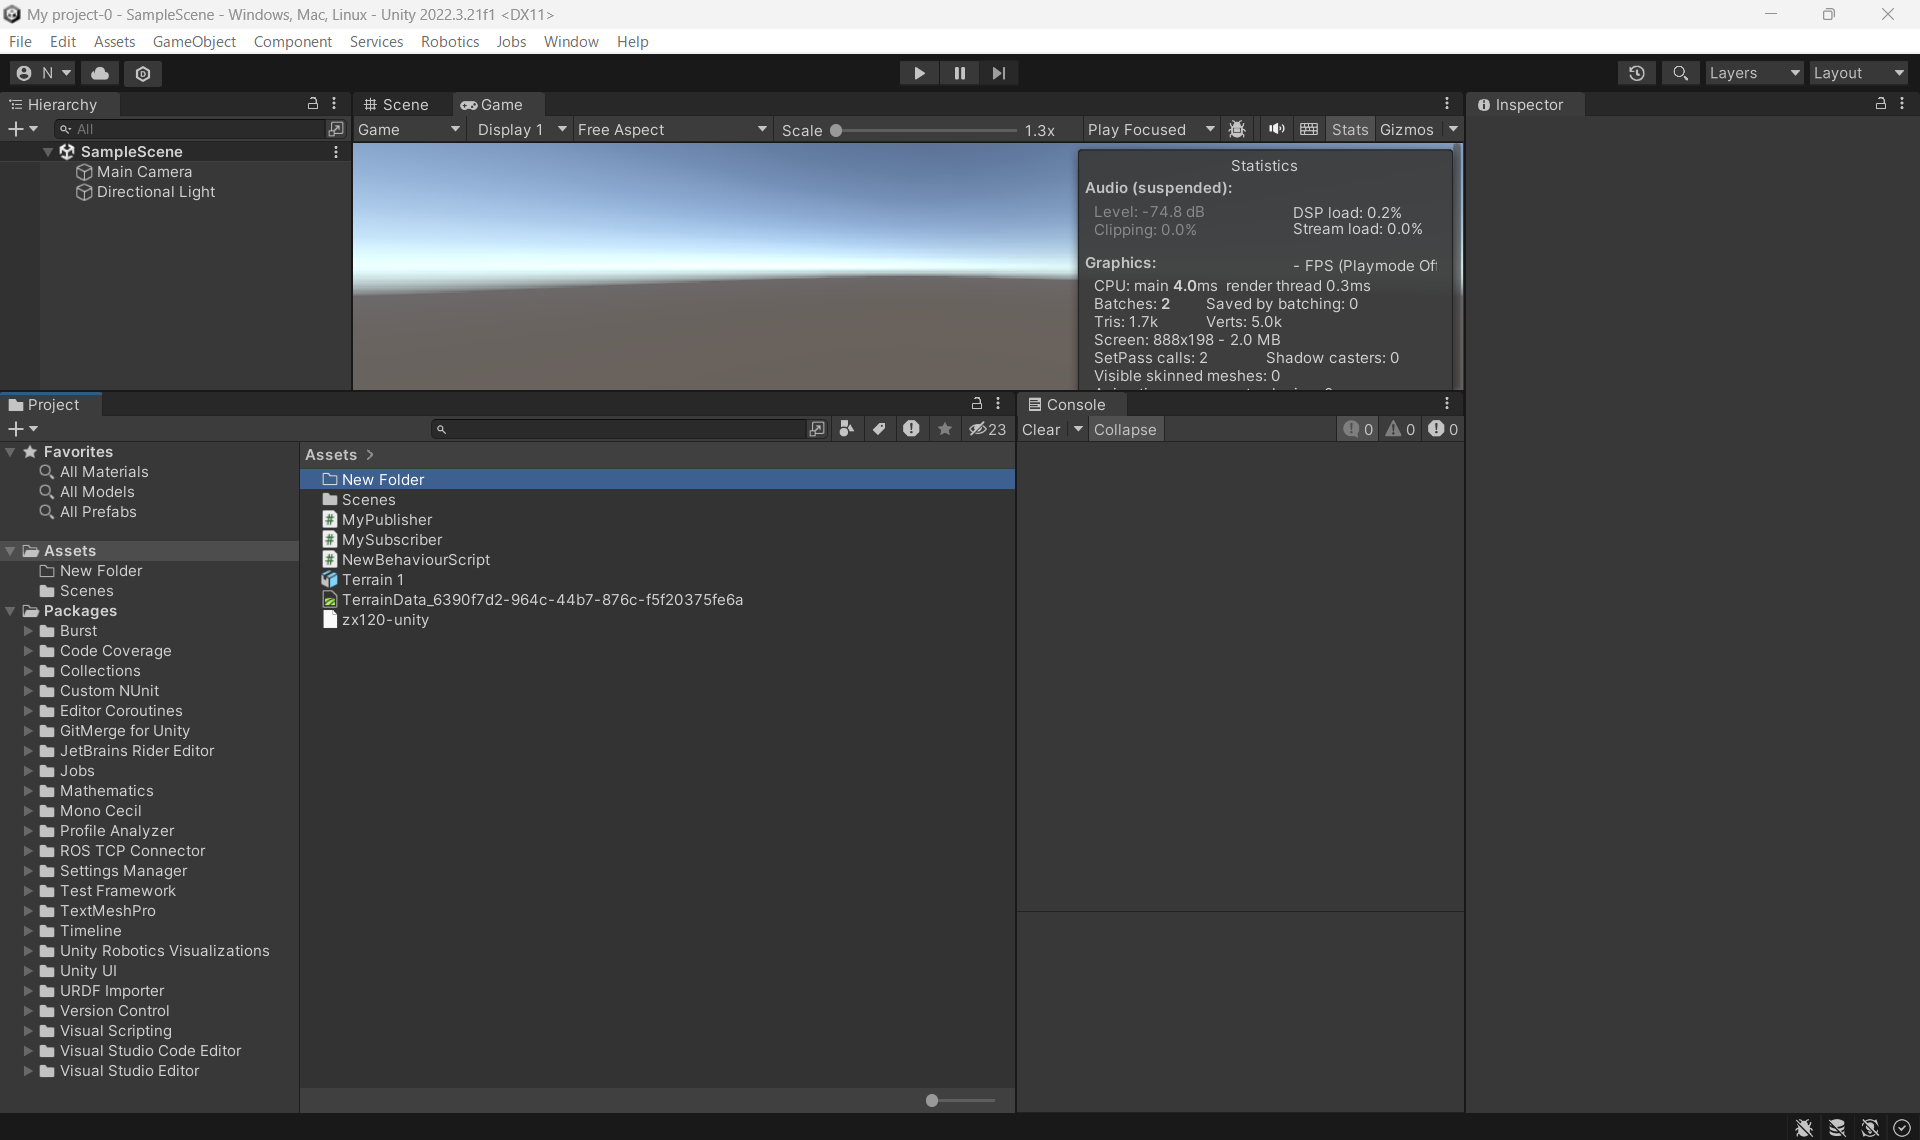 My project-0 - SampleScene - Windows, Mac, Linux - Unity 2022.3.21f1 <DX11>
File Edit Assets GameObject Component Services Robotics Jobs Window Help
N Layers Layout
Hierarchy
All
SampleScene
Main Camera
Directional Light
Scene Game
Game Display 1 Free Aspect Scale 1.3x Play Focused Stats Gizmos
Statistics
Audio (suspended):
Level: -74.8 dB DSP load: 0.2%
Clipping: 0.0% Stream load: 0.0%
Graphics: - FPS (Playmode Of
CPU: main 4.0ms render thread 0.3ms
Batches: 2 Saved by batching: 0
Tris: 1.7k Verts: 5.0k
Screen: 888x198 - 2.0 MB
SetPass calls: 2 Shadow casters: 0
Visible skinned meshes: 0
Inspector
Project
23
Favorites
All Materials
All Models
All Prefabs
Assets
New Folder
Scenes
Packages
Burst
Code Coverage
Collections
Custom NUnit
Editor Coroutines
GitMerge for Unity
JetBrains Rider Editor
Jobs
Mathematics
Mono Cecil
Profile Analyzer
ROS TCP Connector
Settings Manager
Test Framework
TextMeshPro
Timeline
Unity Robotics Visualizations
Unity UI
URDF Importer
Version Control
Visual Scripting
Visual Studio Code Editor
Visual Studio Editor
Assets >
New Folder
Scenes
MyPublisher
MySubscriber
NewBehaviourScript
Terrain 1
TerrainData_6390f7d2-964c-44b7-876c-f5f20375fe6a
zx120-unity
Console
Clear Collapse 0 0 0